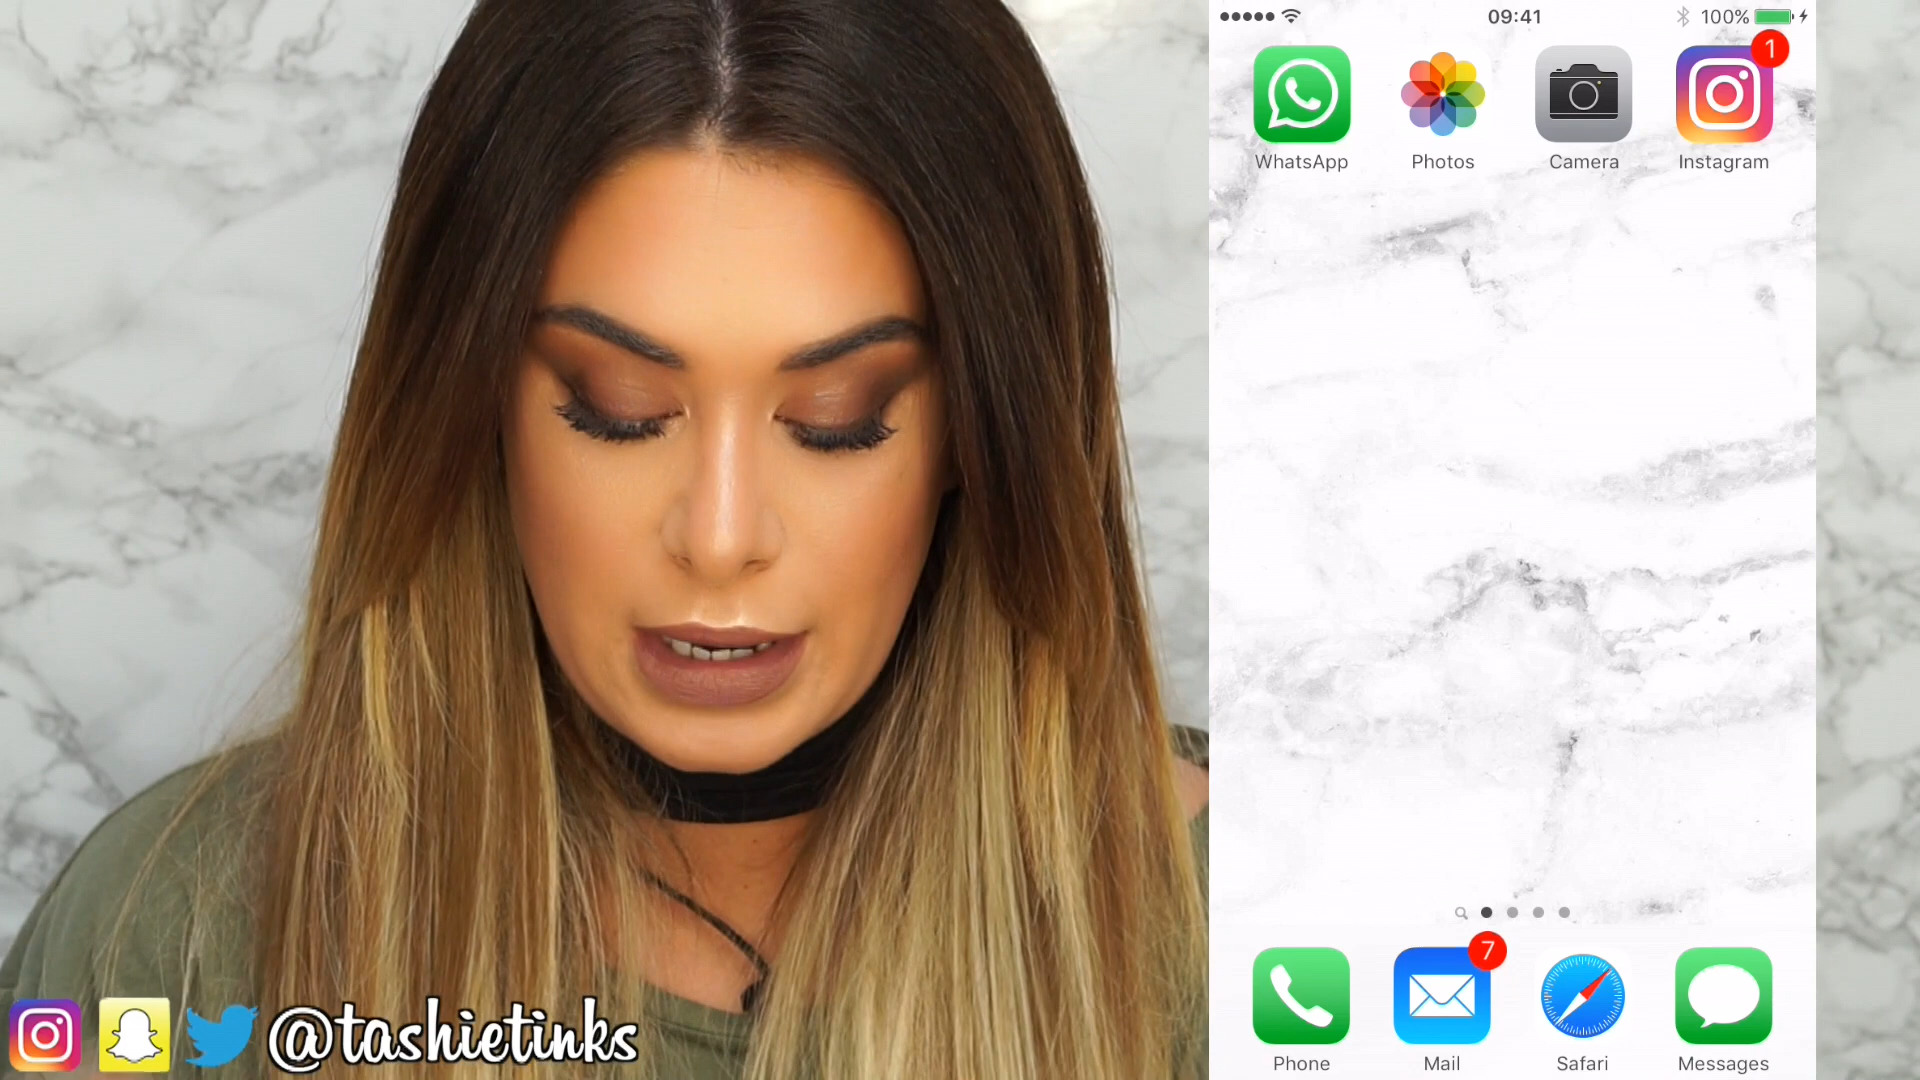 09:41
100%
1
WhatsApp
Photos
Camera
Instagram
7
Phone
Mail
Safari
Messages
@tashietinks